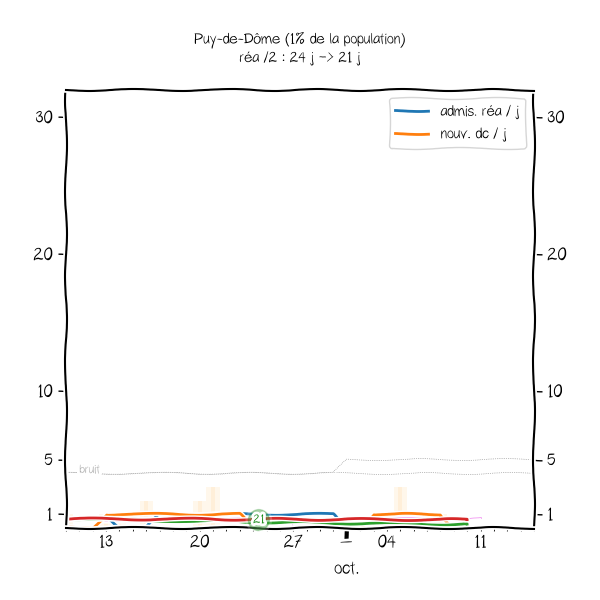 Puy-de-Dôme (1% de la population)
réa /2 : 24 j -> 21 j
admis. réa / j
nouv. dc / j
30
30
20
20
10
10
5
5
bruit
1
1
21
13
20
27
04
11
oct.